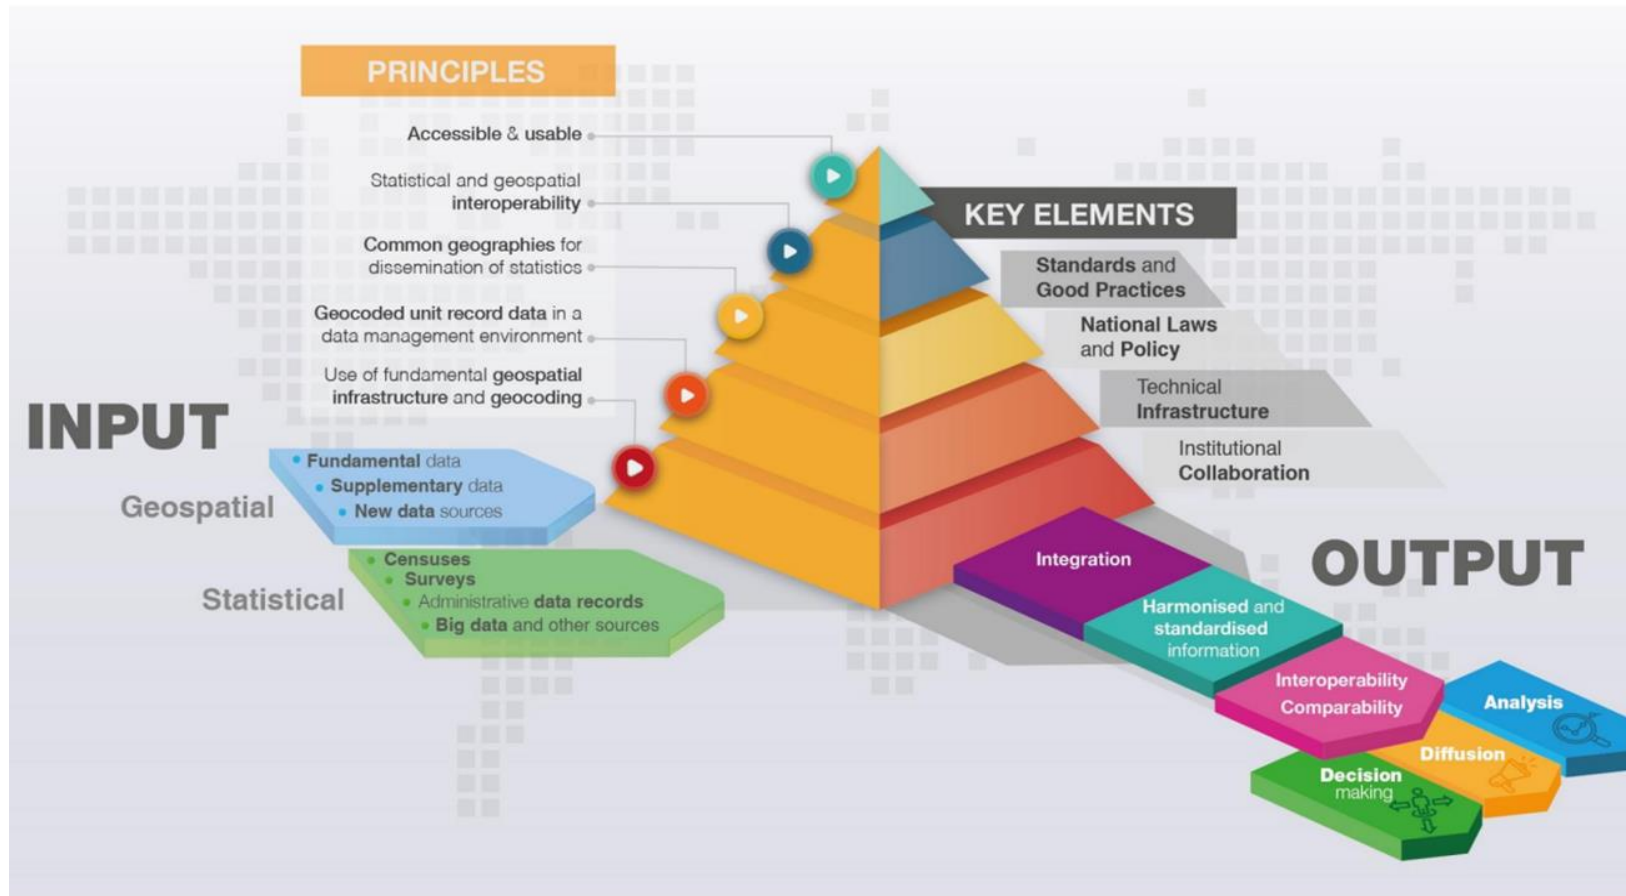 PRINCIPLES
Accessible & usable
Statistical and geospatial
interoperability
Common geographies for
dissemination of statistics
Geocoded unit record data in a
data management environment
Use of fundamental geospatial
infrastructure and geocoding
KEY ELEMENTS
Standards and
Good Practices
National Laws
and Policy
Technical
Infrastructure
Institutional
Collaboration
INPUT
Geospatial
• Fundamental data
• Supplementary data
• New data sources
Statistical
• Censuses
• Surveys
• Administrative data records
• Big data and other sources
OUTPUT
Integration
Harmonised and
standardised
information
Interoperability
Comparability
Analysis
Diffusion
Decision
making